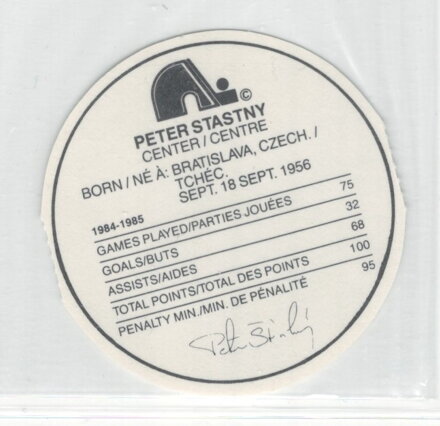 ©
PETER STASTNY
CENTER/CENTRE
BORN/NÉ À: BRATISLAVA, CZECH./
TCHÉC.
SEPT. 18 SEPT. 1956
1984-1985
GAMES PLAYED/PARTIES JOUÉES 75
GOALS/BUTS 32
ASSISTS/AIDES 68
TOTAL POINTS/TOTAL DES POINTS 100
PENALTY MIN./MIN. DE PÉNALITÉ 95
Peter Šťastný